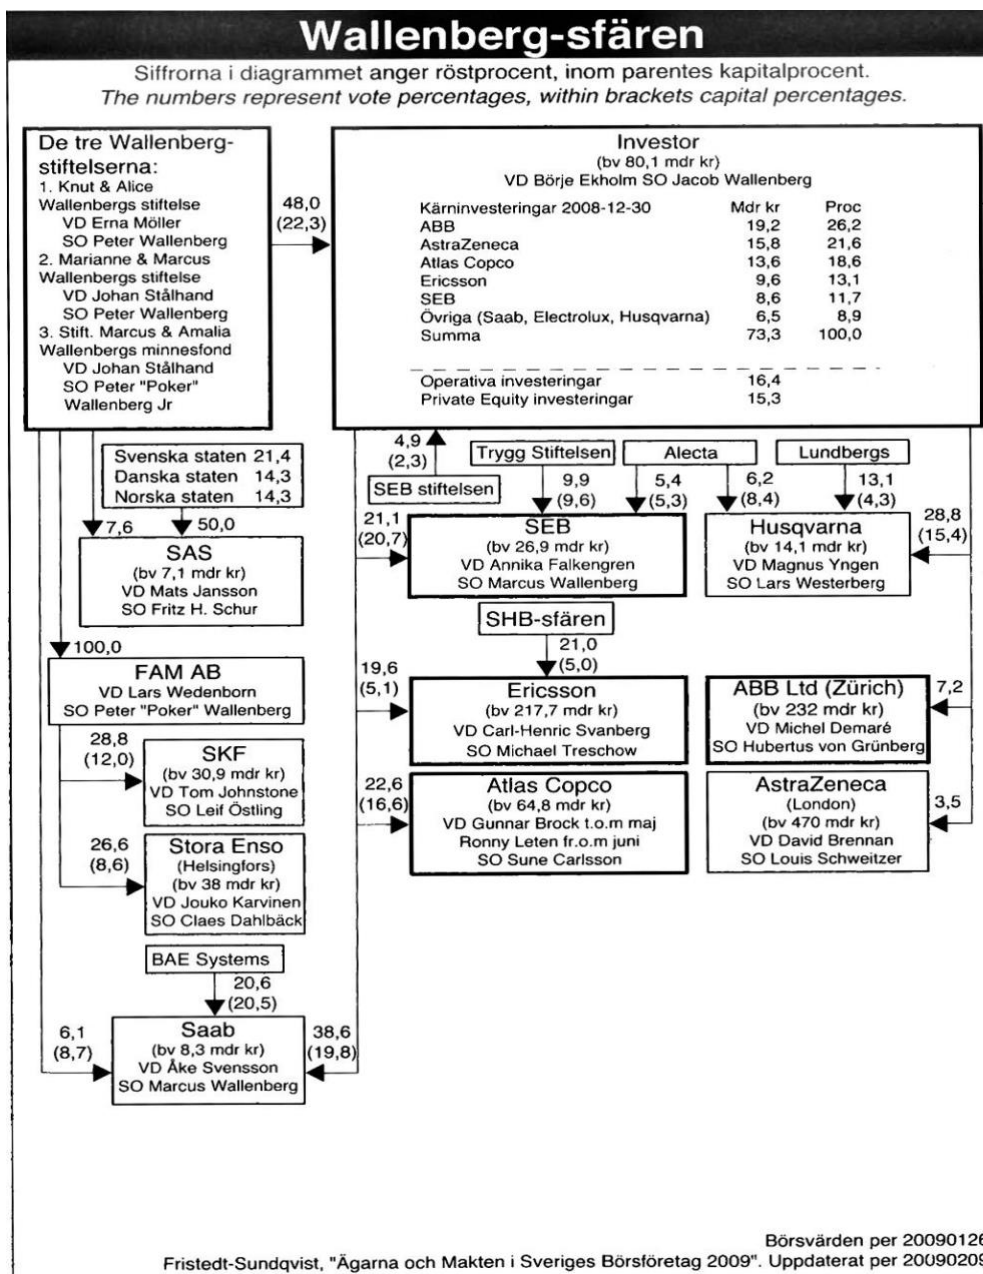 Wallenberg-sfären
Siffrorna i diagrammet anger röstprocent, inom parentes kapitalprocent.
The numbers represent vote percentages, within brackets capital percentages.
De tre Wallenberg-
stiftelserna:
1. Knut & Alice
Wallenbergs stiftelse
VD Erna Möller
SO Peter Wallenberg
2. Marianne & Marcus
Wallenbergs stiftelse
VD Johan Stålhand
SO Peter Wallenberg
3. Stift. Marcus & Amalia
Wallenbergs minnesfond
VD Johan Stålhand
SO Peter "Poker"
Wallenberg Jr
48,0
(22,3)
Investor
(bv 80,1 mdr kr)
VD Börje Ekholm SO Jacob Wallenberg
Kärninvesteringar 2008-12-30 Mdr kr Proc
ABB 19,2 26,2
AstraZeneca 15,8 21,6
Atlas Copco 13,6 18,6
Ericsson 9,6 13,1
SEB 8,6 11,7
Övriga (Saab, Electrolux, Husqvarna) 6,5 8,9
Summa 73,3 100,0
Operativa investeringar 16,4
Private Equity investeringar 15,3
Svenska staten 21,4
Danska staten 14,3
Norska staten 14,3
7,6
50,0
SAS
(bv 7,1 mdr kr)
VD Mats Jansson
SO Fritz H. Schur
4,9
(2,3)
SEB stiftelsen
Trygg Stiftelsen
9,9
(9,6)
Alecta
5,4
(5,3)
6,2
(8,4)
Lundbergs
13,1
(4,3)
21,1
(20,7)
SEB
(bv 26,9 mdr kr)
VD Annika Falkengren
SO Marcus Wallenberg
Husqvarna
(bv 14,1 mdr kr)
VD Magnus Yngen
SO Lars Westerberg
28,8
(15,4)
100,0
FAM AB
VD Lars Wedenborn
SO Peter "Poker" Wallenberg
SHB-sfären
21,0
(5,0)
19,6
(5,1)
Ericsson
(bv 217,7 mdr kr)
VD Carl-Henric Svanberg
SO Michael Treschow
ABB Ltd (Zürich)
(bv 232 mdr kr)
VD Michel Demaré
SO Hubertus von Grünberg
7,2
28,8
(12,0)
SKF
(bv 30,9 mdr kr)
VD Tom Johnstone
SO Leif Östling
22,6
(16,6)
Atlas Copco
(bv 64,8 mdr kr)
VD Gunnar Brock t.o.m maj
Ronny Leten fr.o.m juni
SO Sune Carlsson
AstraZeneca
(London)
(bv 470 mdr kr)
VD David Brennan
SO Louis Schweitzer
3,5
26,6
(8,6)
Stora Enso
(Helsingfors)
(bv 38 mdr kr)
VD Jouko Karvinen
SO Claes Dahlbäck
BAE Systems
20,6
(20,5)
6,1
(8,7)
Saab
(bv 8,3 mdr kr)
VD Åke Svensson
SO Marcus Wallenberg
38,6
(19,8)
Börsvärden per 20090126
Fristedt-Sundqvist, "Ägarna och Makten i Sveriges Börsföretag 2009". Uppdaterat per 20090209